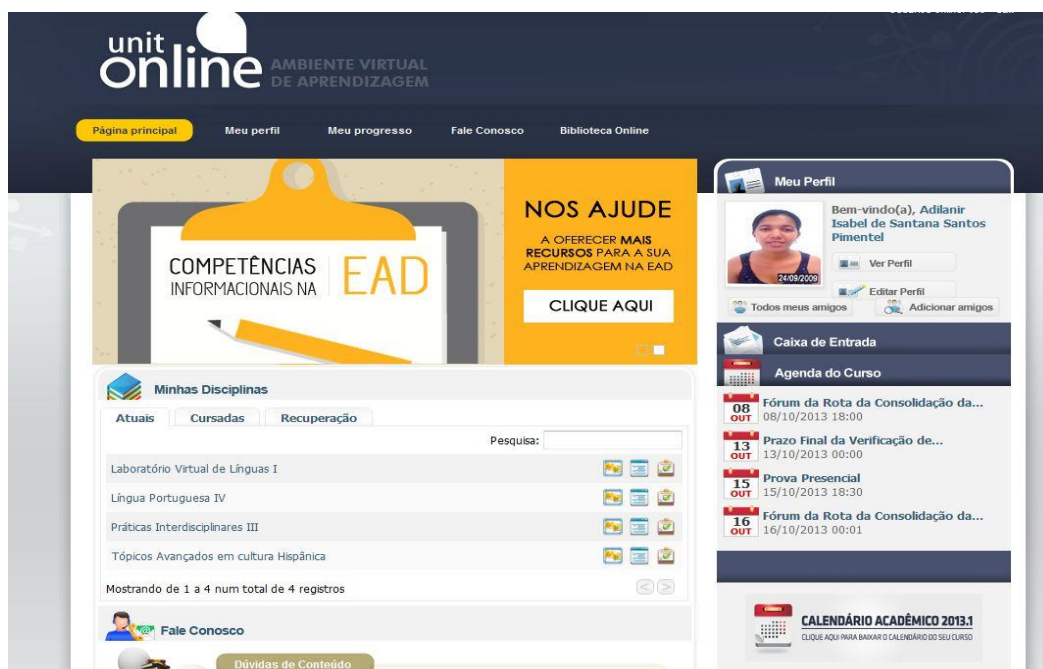 unit
online
AMBIENTE VIRTUAL
DE APRENDIZAGEM
Página principal
Meu perfil
Meu progresso
Fale Conosco
Biblioteca Online
COMPETÊNCIAS
INFORMACIONAIS NA
EAD
NOS AJUDE
A OFERECER MAIS
RECURSOS PARA A SUA
APRENDIZAGEM NA EAD
CLIQUE AQUI
Minhas Disciplinas
Atuais
Cursadas
Recuperação
Pesquisa:
Laboratório Virtual de Línguas I
Língua Portuguesa IV
Práticas Interdisciplinares III
Tópicos Avançados em cultura Hispânica
Mostrando de 1 a 4 num total de 4 registros
Fale Conosco
Dúvidas de Conteúdo
Meu Perfil
24/09/2009
Bem-vindo(a), Adilanir
Isabel de Santana Santos
Pimentel
Ver Perfil
Editar Perfil
Todos meus amigos
Adicionar amigos
Caixa de Entrada
Agenda do Curso
08 OUT
Fórum da Rota da Consolidação da...
08/10/2013 18:00
13 OUT
Prazo Final da Verificação de...
13/10/2013 00:00
15 OUT
Prova Presencial
15/10/2013 18:30
16 OUT
Fórum da Rota da Consolidação da...
16/10/2013 00:01
CALENDÁRIO ACADÊMICO 2013.1
CLIQUE AQUI PARA BAIXAR O CALENDÁRIO DO SEU CURSO